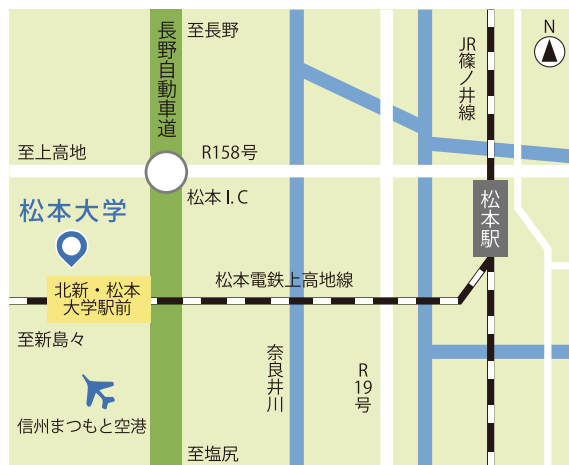 至長野
長野自動車道
JR篠ノ井線
N
至上高地
R158号
松本 I.C
松本大学
松本駅
北新・松本
大学駅前
松本電鉄上高地線
至新島々
奈良井川
R
19
号
信州まつもと空港
至塩尻